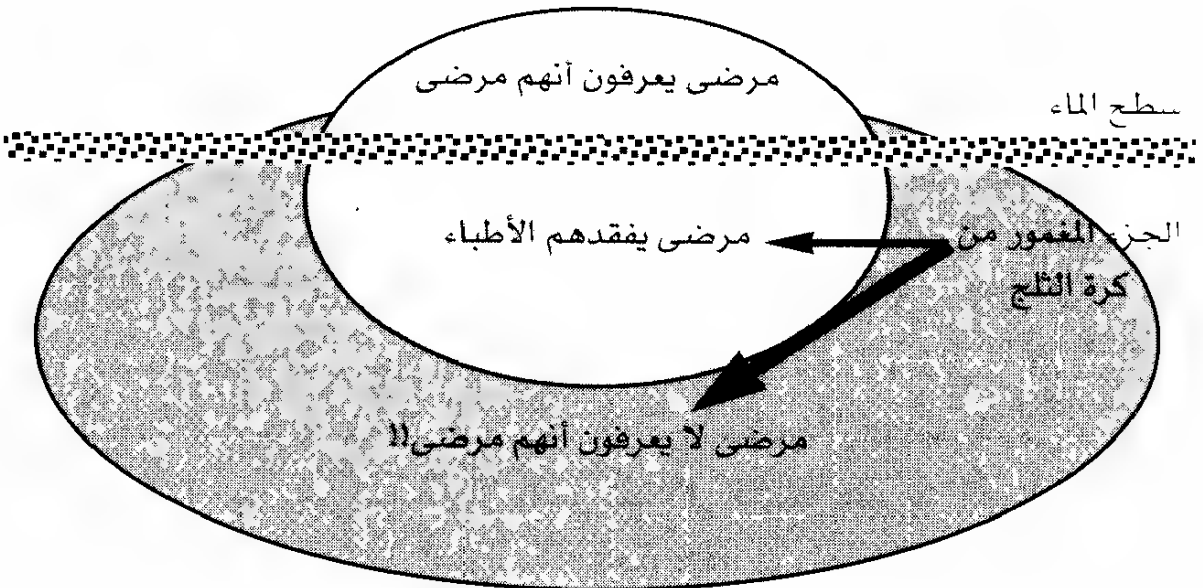 مرضى يعرفون أنهم مرضى
سطح الماء
الجزء المغمور من
كرة الثلج
مرضى يفقدهم الأطباء
مرضى لا يعرفون أنهم مرضى!!